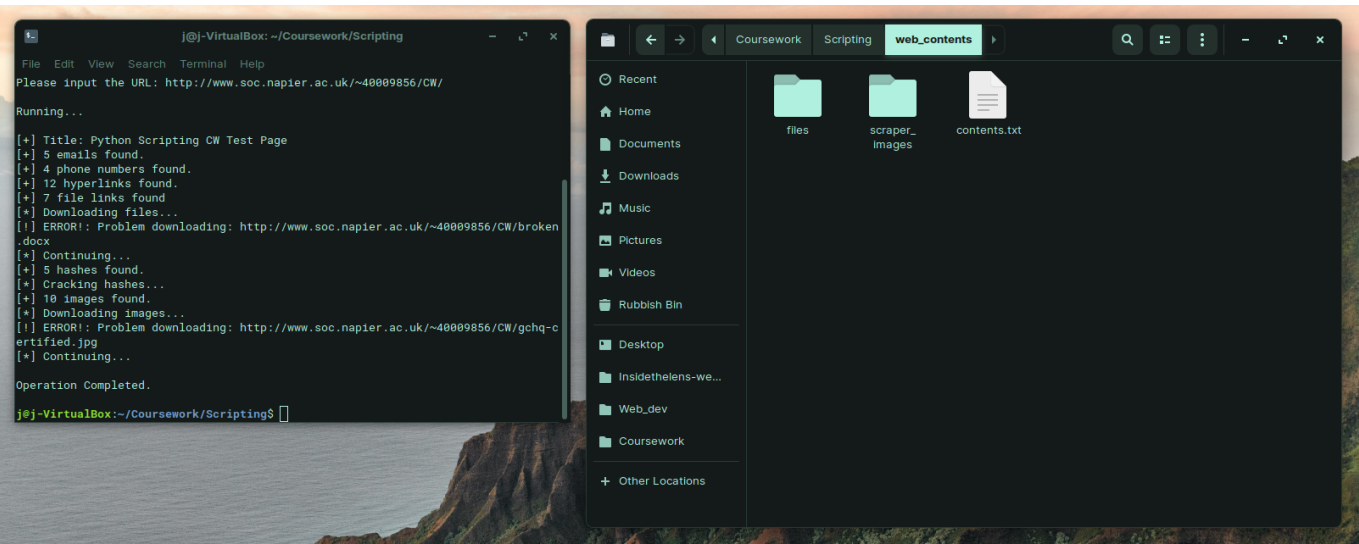 j@j-VirtualBox: ~/Coursework/Scripting
File Edit View Search Terminal Help
Please input the URL: http://www.soc.napier.ac.uk/~40009856/CW/
Running...
[+] Title: Python Scripting CW Test Page
[+] 5 emails found.
[+] 4 phone numbers found.
[+] 12 hyperlinks found.
[+] 7 file links found
[*] Downloading files...
[!] ERROR!: Problem downloading: http://www.soc.napier.ac.uk/~40009856/CW/broken
.docx
[*] Continuing...
[+] 5 hashes found.
[*] Cracking hashes...
[+] 10 images found.
[*] Downloading images...
[!] ERROR!: Problem downloading: http://www.soc.napier.ac.uk/~40009856/CW/gchq-c
ertified.jpg
[*] Continuing...
Operation Completed.
j@j-VirtualBox:~/Coursework/Scripting$
Coursework Scripting web_contents
Recent
Home
Documents
Downloads
Music
Pictures
Videos
Rubbish Bin
Desktop
Insidethelens-we...
Web_dev
Coursework
+ Other Locations
files
scraper_
images
contents.txt